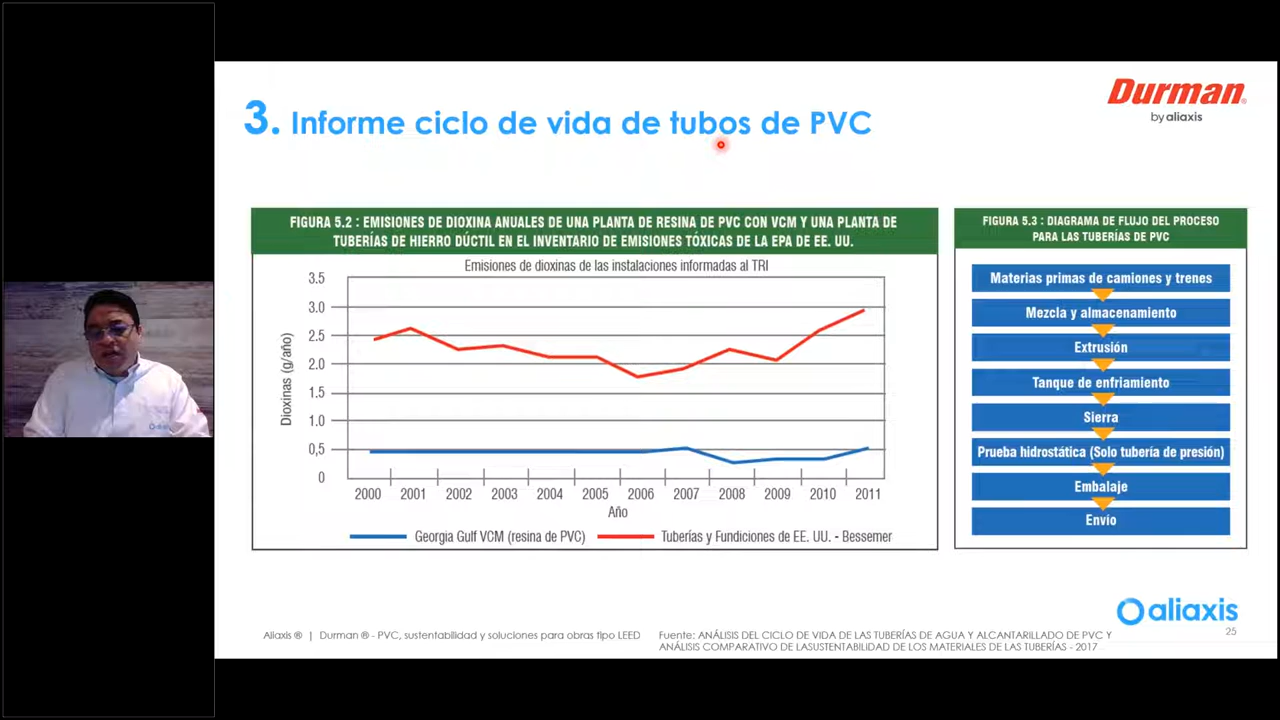 3. Informe ciclo de vida de tubos de PVC
Durman®
by aliaxis
FIGURA 5.2 : EMISIONES DE DIOXINA ANUALES DE UNA PLANTA DE RESINA DE PVC CON VCM Y UNA PLANTA DE
TUBERÍAS DE HIERRO DÚCTIL EN EL INVENTARIO DE EMISIONES TÓXICAS DE LA EPA DE EE. UU.
Emisiones de dioxinas de las instalaciones informadas al TRI
Dioxinas (g/año)
3.5
3.0
2.5
2.0
1.5
1.0
0,5
0
2000 2001 2002 2003 2004 2005 2006 2007 2008 2009 2010 2011
Año
Georgia Gulf VCM (resina de PVC) Tuberías y Fundiciones de EE. UU. - Bessemer
FIGURA 5.3 : DIAGRAMA DE FLUJO DEL PROCESO
PARA LAS TUBERÍAS DE PVC
Materias primas de camiones y trenes
Mezcla y almacenamiento
Extrusión
Tanque de enfriamiento
Sierra
Prueba hidrostática (Solo tubería de presión)
Embalaje
Envío
aliaxis
25
Aliaxis ® | Durman ® - PVC, sustentabilidad y soluciones para obras tipo LEED
Fuente: ANÁLISIS DEL CICLO DE VIDA DE LAS TUBERÍAS DE AGUA Y ALCANTARILLADO DE PVC Y
ANÁLISIS COMPARATIVO DE LASUSTENTABILIDAD DE LOS MATERIALES DE LAS TUBERÍAS - 2017